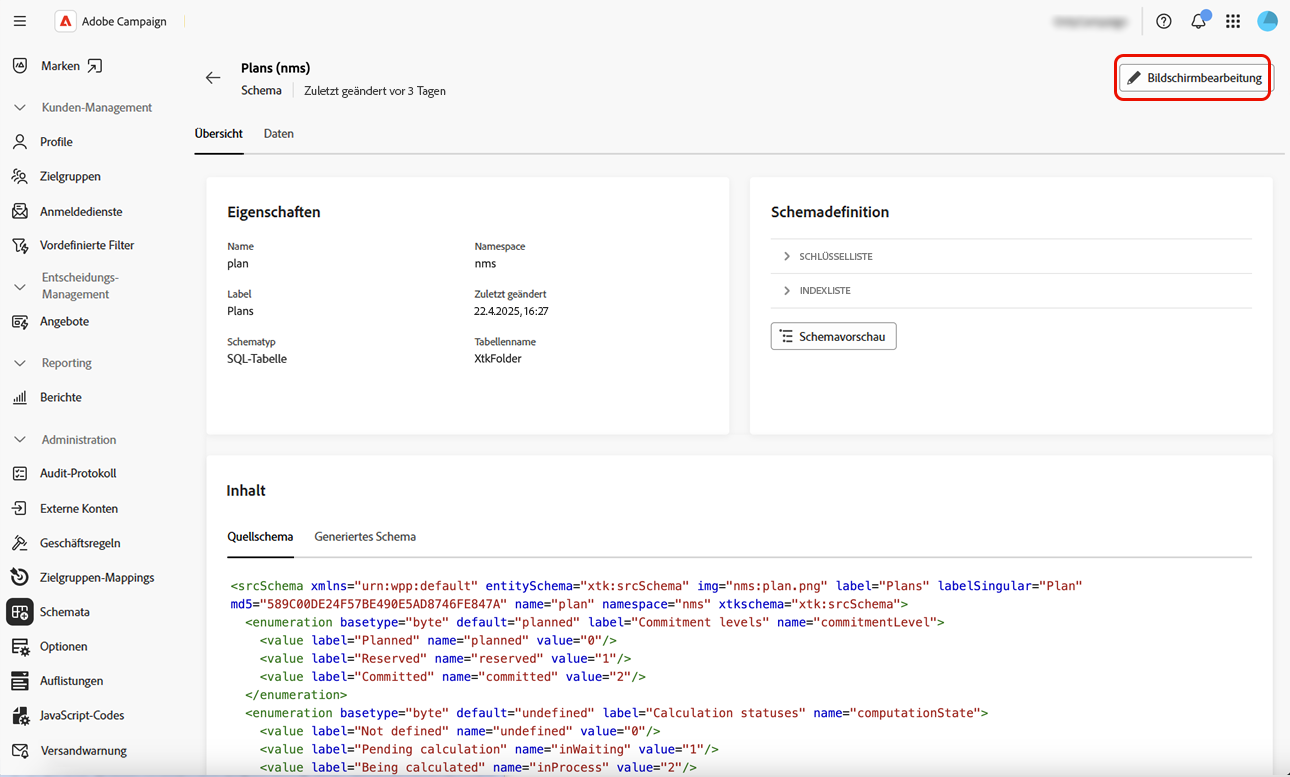 Adobe Campaign
Marken
Kunden-Management
Profile
Zielgruppen
Anmeldedienste
Vordefinierte Filter
Entscheidungs-
Management
Angebote
Reporting
Berichte
Administration
Audit-Protokoll
Externe Konten
Geschäftsregeln
Zielgruppen-Mappings
Schemata
Optionen
Auflistungen
JavaScript-Codes
Versandwarnung
Plans (nms)
Schema Zuletzt geändert vor 3 Tagen
Bildschirmbearbeitung
Übersicht Daten
Eigenschaften
Name Namespace
plan nms
Label Zuletzt geändert
Plans 22.4.2025, 16:27
Schematyp Tabellenname
SQL-Tabelle XtkFolder
Schemadefinition
SCHLÜSSELLISTE
INDEXLISTE
Schemavorschau
Inhalt
Quellschema Generiertes Schema
<srcSchema xmlns="urn:wpp:default" entitySchema="xtk:srcSchema" img="nms:plan.png" label="Plans" labelSingular="Plan"
md5="589C00DE24F57BE490E5AD8746FE847A" name="plan" namespace="nms" xtkschema="xtk:srcSchema">
<enumeration basetype="byte" default="planned" label="Commitment levels" name="commitmentLevel">
<value label="Planned" name="planned" value="0"/>
<value label="Reserved" name="reserved" value="1"/>
<value label="Committed" name="committed" value="2"/>
</enumeration>
<enumeration basetype="byte" default="undefined" label="Calculation statuses" name="computationState">
<value label="Not defined" name="undefined" value="0"/>
<value label="Pending calculation" name="inWaiting" value="1"/>
<value label="Being calculated" name="inProcess" value="2"/>